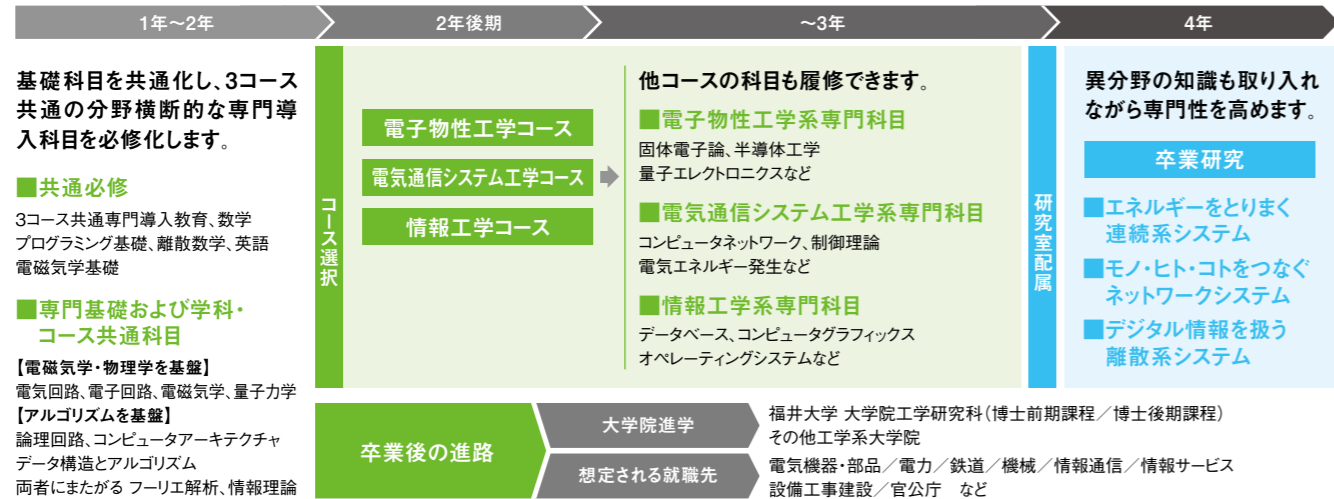 1年～2年
2年後期
～3年
4年
基礎科目を共通化し、3コース
共通の分野横断的な専門導
入科目を必修化します。
■共通必修
3コース共通専門導入教育、数学
プログラミング基礎、離散数学、英語
電磁気学基礎
■専門基礎および学科・
コース共通科目
【電磁気学・物理学を基盤】
電気回路、電子回路、電磁気学、量子力学
【アルゴリズムを基盤】
論理回路、コンピュータアーキテクチャ
データ構造とアルゴリズム
両者にまたがる フーリエ解析、情報理論
コース選択
電子物性工学コース
電気通信システム工学コース
情報工学コース
他コースの科目も履修できます。
■電子物性工学系専門科目
固体電子論、半導体工学
量子エレクトロニクスなど
■電気通信システム工学系専門科目
コンピュータネットワーク、制御理論
電気エネルギー発生など
■情報工学系専門科目
データベース、コンピュータグラフィックス
オペレーティングシステムなど
研究室配属
異分野の知識も取り入れ
ながら専門性を高めます。
卒業研究
■エネルギーをとりまく
連続系システム
■モノ・ヒト・コトをつなぐ
ネットワークシステム
■デジタル情報を扱う
離散系システム
卒業後の進路
大学院進学
福井大学 大学院工学研究科（博士前期課程／博士後期課程）
その他工学系大学院
想定される就職先
電気機器・部品／電力／鉄道／機械／情報通信／情報サービス
設備工事建設／官公庁　など